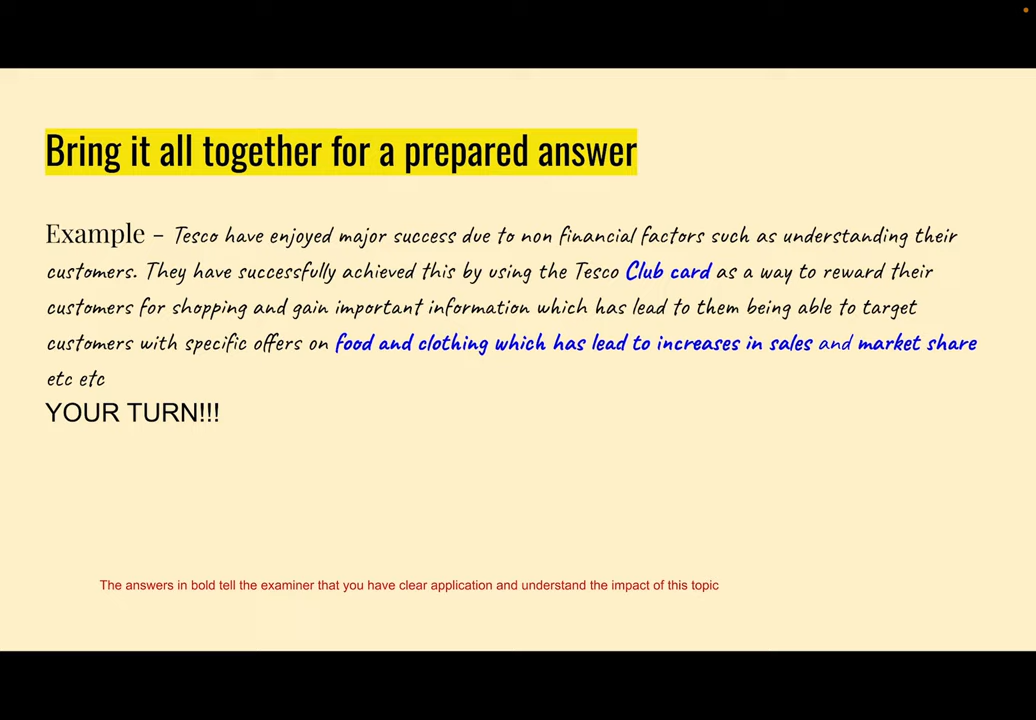 Bring it all together for a prepared answer
Example - Tesco have enjoyed major success due to non financial factors such as understanding their
customers. They have successfully achieved this by using the Tesco Club card as a way to reward their
customers for shopping and gain important information which has lead to them being able to target
customers with specific offers on food and clothing which has lead to increases in sales and market share
etc etc
YOUR TURN!!!
The answers in bold tell the examiner that you have clear application and understand the impact of this topic